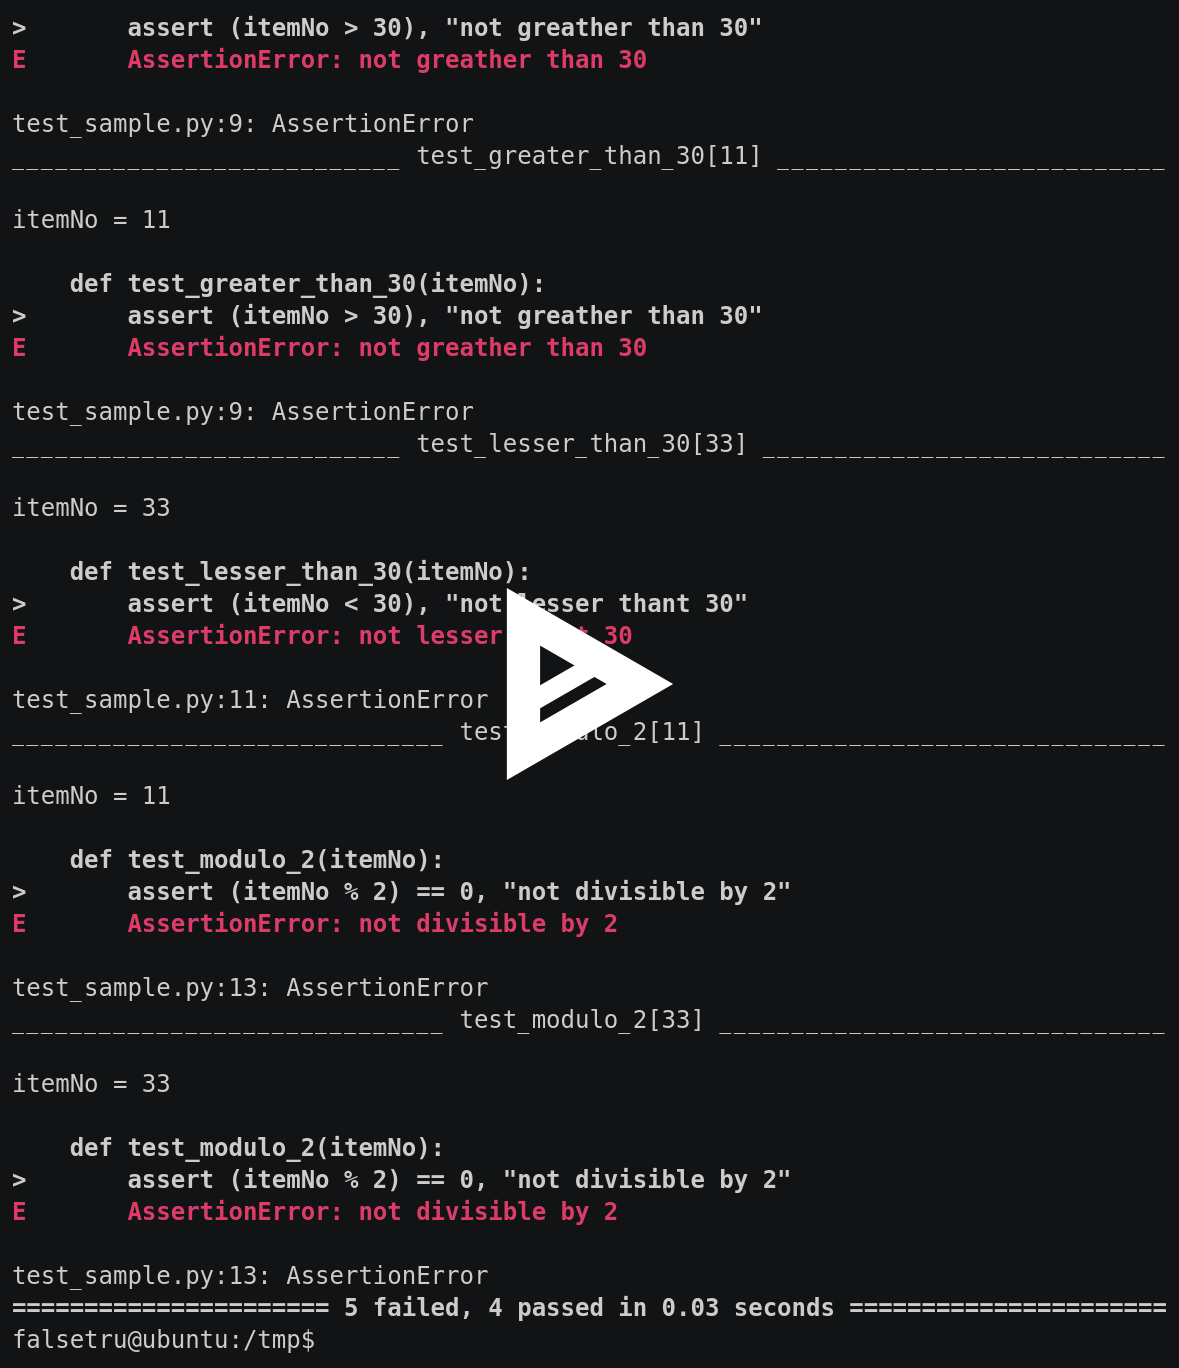 >       assert (itemNo > 30), "not greather than 30"
E       AssertionError: not greather than 30
test_sample.py:9: AssertionError
___________________________ test_greater_than_30[11] ___________________________
itemNo = 11
    def test_greater_than_30(itemNo):
>       assert (itemNo > 30), "not greather than 30"
E       AssertionError: not greather than 30
test_sample.py:9: AssertionError
___________________________ test_lesser_than_30[33] ____________________________
itemNo = 33
    def test_lesser_than_30(itemNo):
>       assert (itemNo < 30), "not lesser thant 30"
E       AssertionError: not lesser 30
test_sample.py:11: AssertionError
______________________________ _2[11] _______________________________
itemNo = 11
    def test_modulo_2(itemNo):
>       assert (itemNo % 2) == 0, "not divisible by 2"
E       AssertionError: not divisible by 2
test_sample.py:13: AssertionError
______________________________ test_modulo_2[33] _______________________________
itemNo = 33
    def test_modulo_2(itemNo):
>       assert (itemNo % 2) == 0, "not divisible by 2"
E       AssertionError: not divisible by 2
test_sample.py:13: AssertionError
====================== 5 failed, 4 passed in 0.03 seconds ======================
falsetru@ubuntu:/tmp$